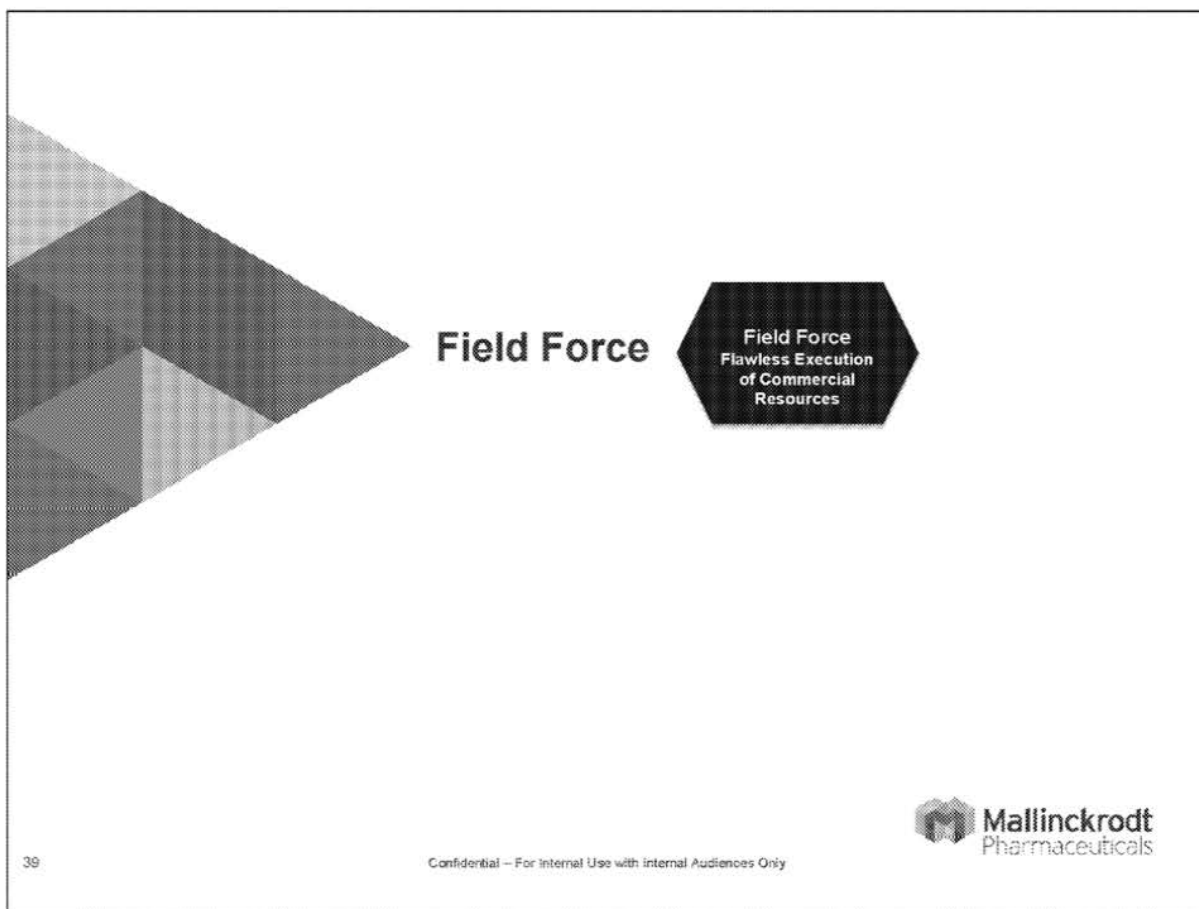 Field Force
Field Force
Flawless Execution
of Commercial
Resources
Mallinckrodt
Pharmaceuticals
39
Confidential – For Internal Use with Internal Audiences Only